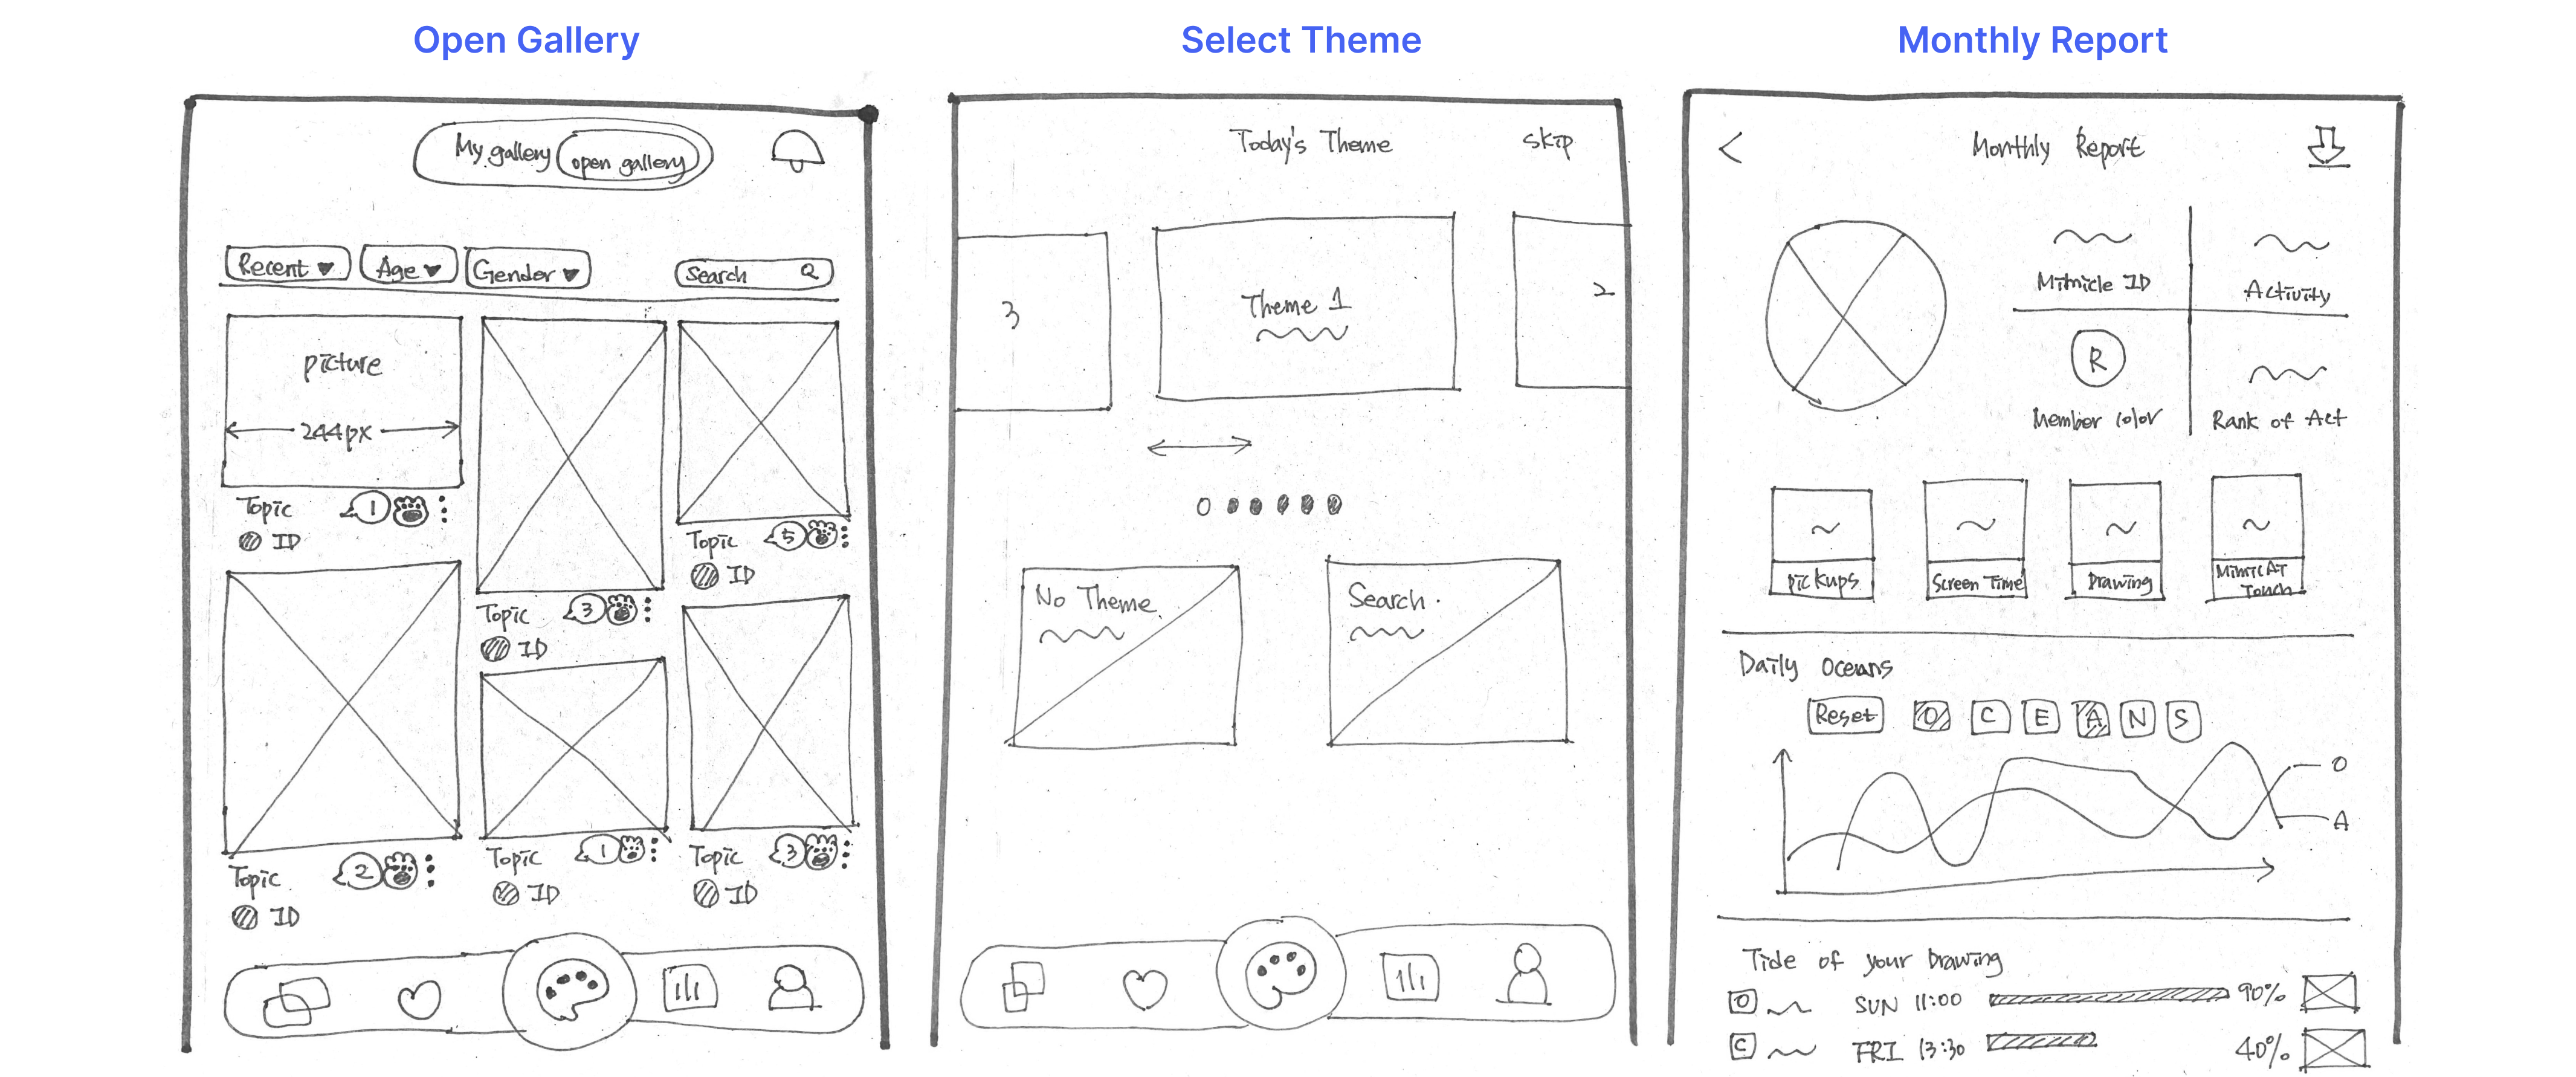 Open Gallery
My gallery open gallery
Recent Age Gender Search
picture
244px
Topic 1
ID
Topic 5
ID
Topic 3
ID
Topic 2
ID
Topic 1
ID
Topic 3
ID
Select Theme
Today's Theme skip
3 Theme 1 2
No Theme Search
Monthly Report
< Monthly Report
Mimicle ID Activity
R
Member color Rank of Act
Pickups Screen Time Drawing MimicAT Touch
Daily Oceans
Reset O C E A N S
O
A
Tide of your Drawing
O SUN 11:00 90%
C FRI 13:30 40%